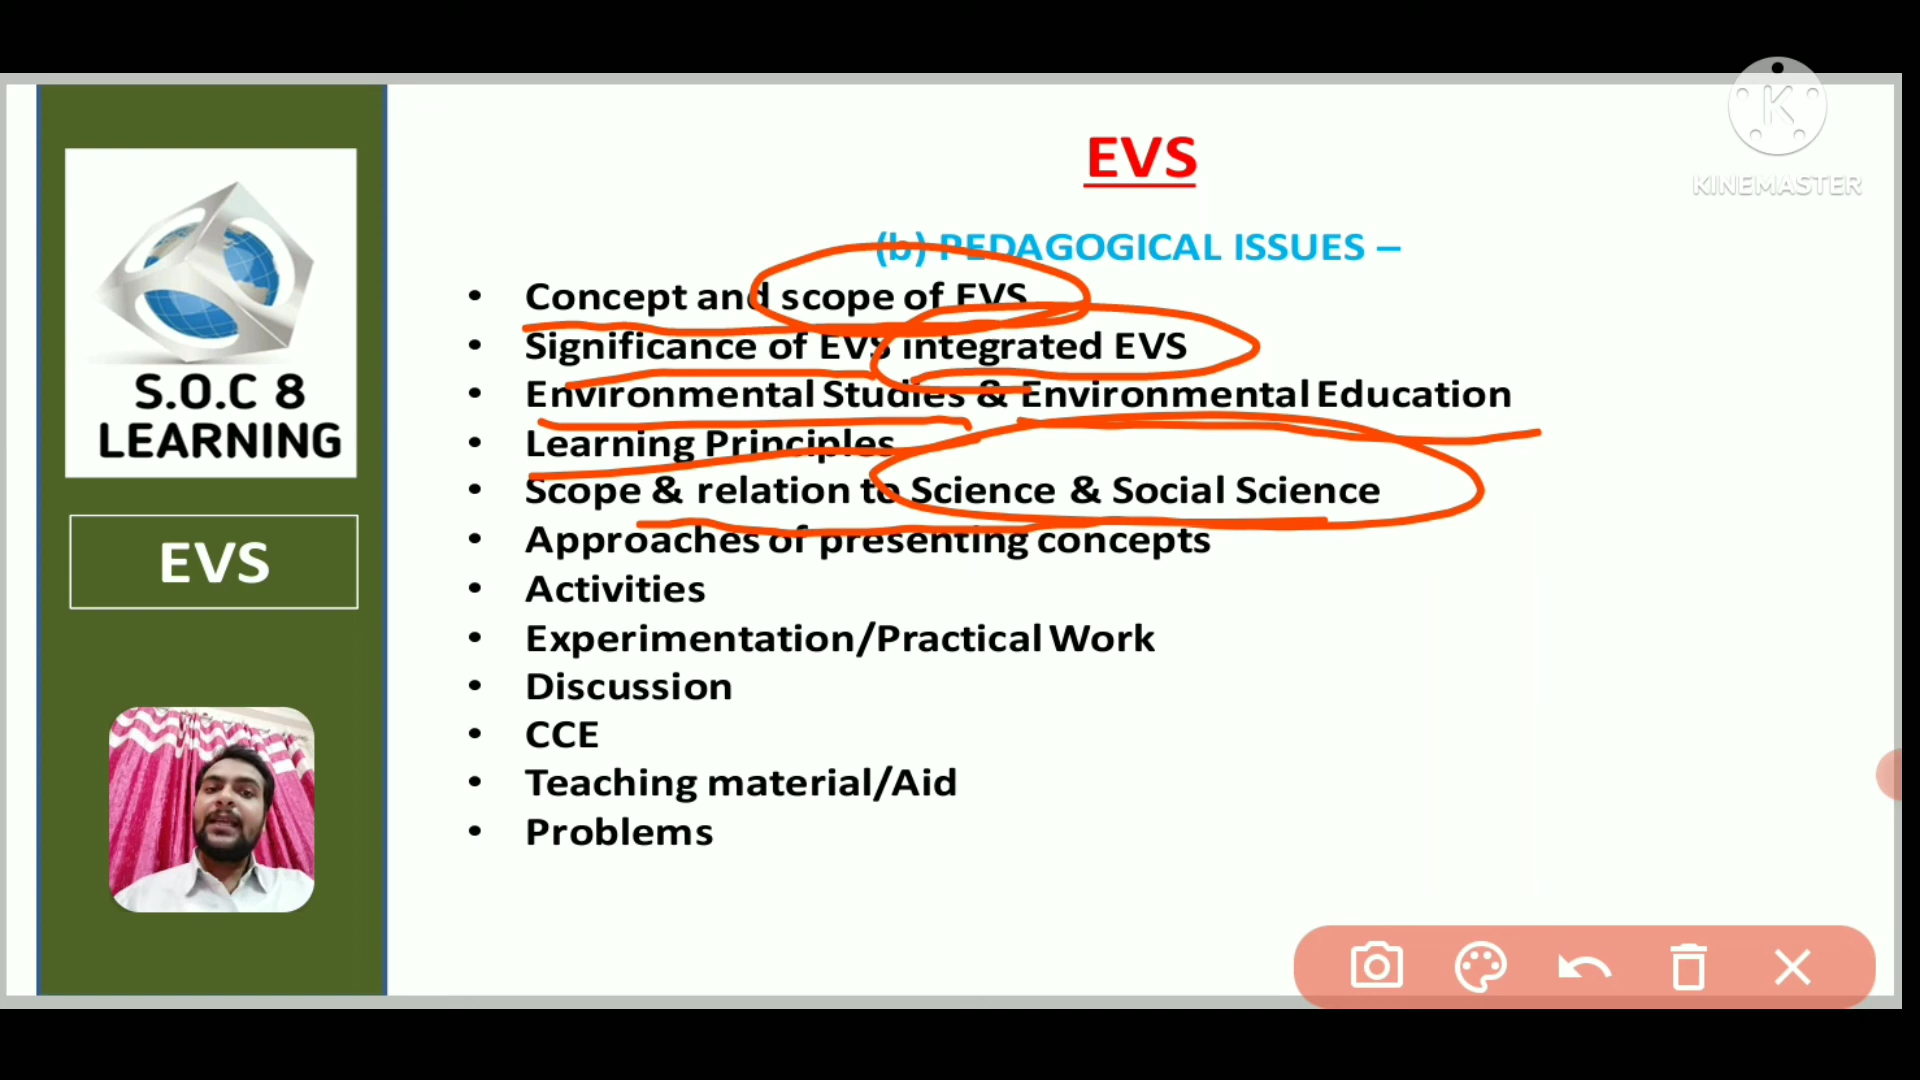 EVS
K
KINEMASTER
(b) PEDAGOGICAL ISSUES –
• Concept and scope of EVS
• Significance of EVS integrated EVS
• Environmental Studies & Environmental Education
• Learning Principles
• Scope & relation to Science & Social Science
• Approaches of presenting concepts
• Activities
• Experimentation/Practical Work
• Discussion
• CCE
• Teaching material/Aid
• Problems
S.O.C 8
LEARNING
EVS